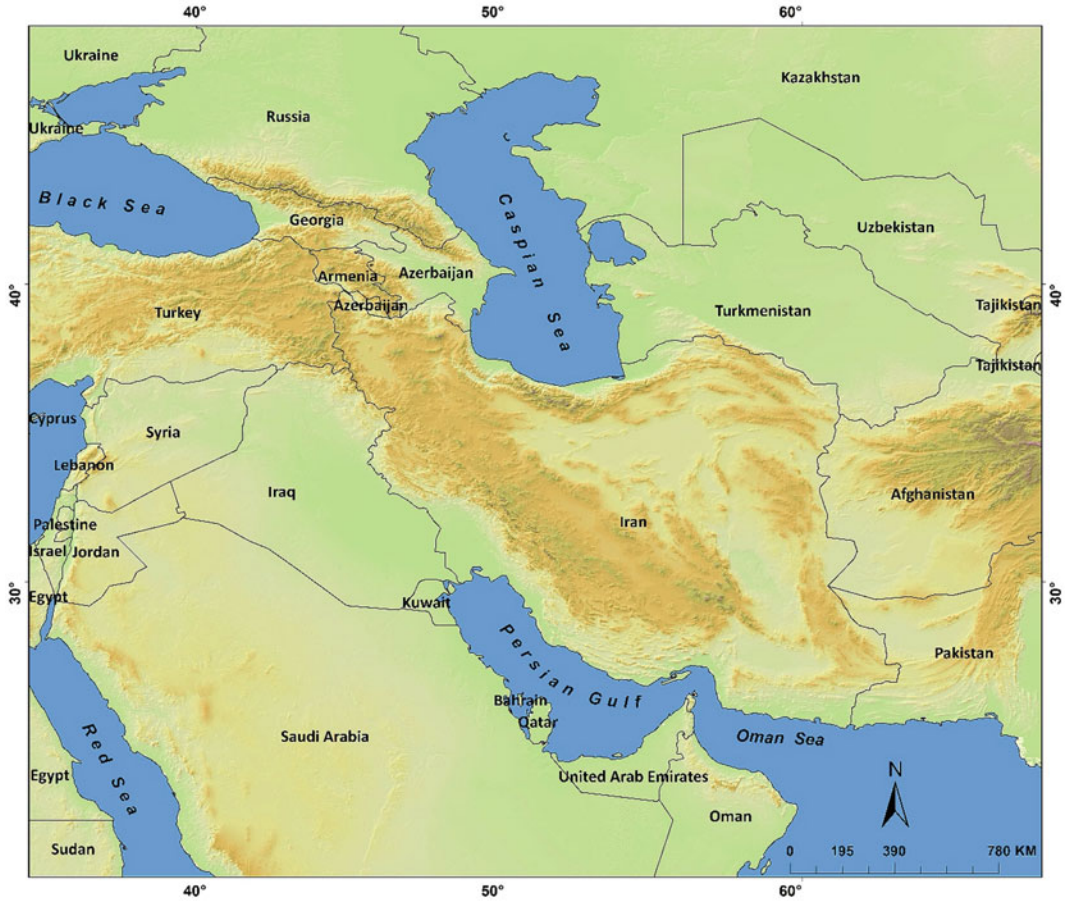 40°
50°
60°
Ukraine
Kazakhstan
Russia
Ukraine
Black Sea
Caspian Sea
Georgia
Uzbekistan
Armenia
Azerbaijan
40°
40°
Azerbaijan
Tajikistan
Turkey
Turkmenistan
Tajikistan
Cyprus
Syria
Lebanon
Iraq
Afghanistan
Palestine
Iran
Israel
Jordan
30°
30°
Egypt
Kuwait
Persian Gulf
Pakistan
Bahrain
Qatar
Red Sea
Saudi Arabia
Oman Sea
Egypt
United Arab Emirates
N
Oman
Sudan
0 195 390 780 KM
40°
50°
60°